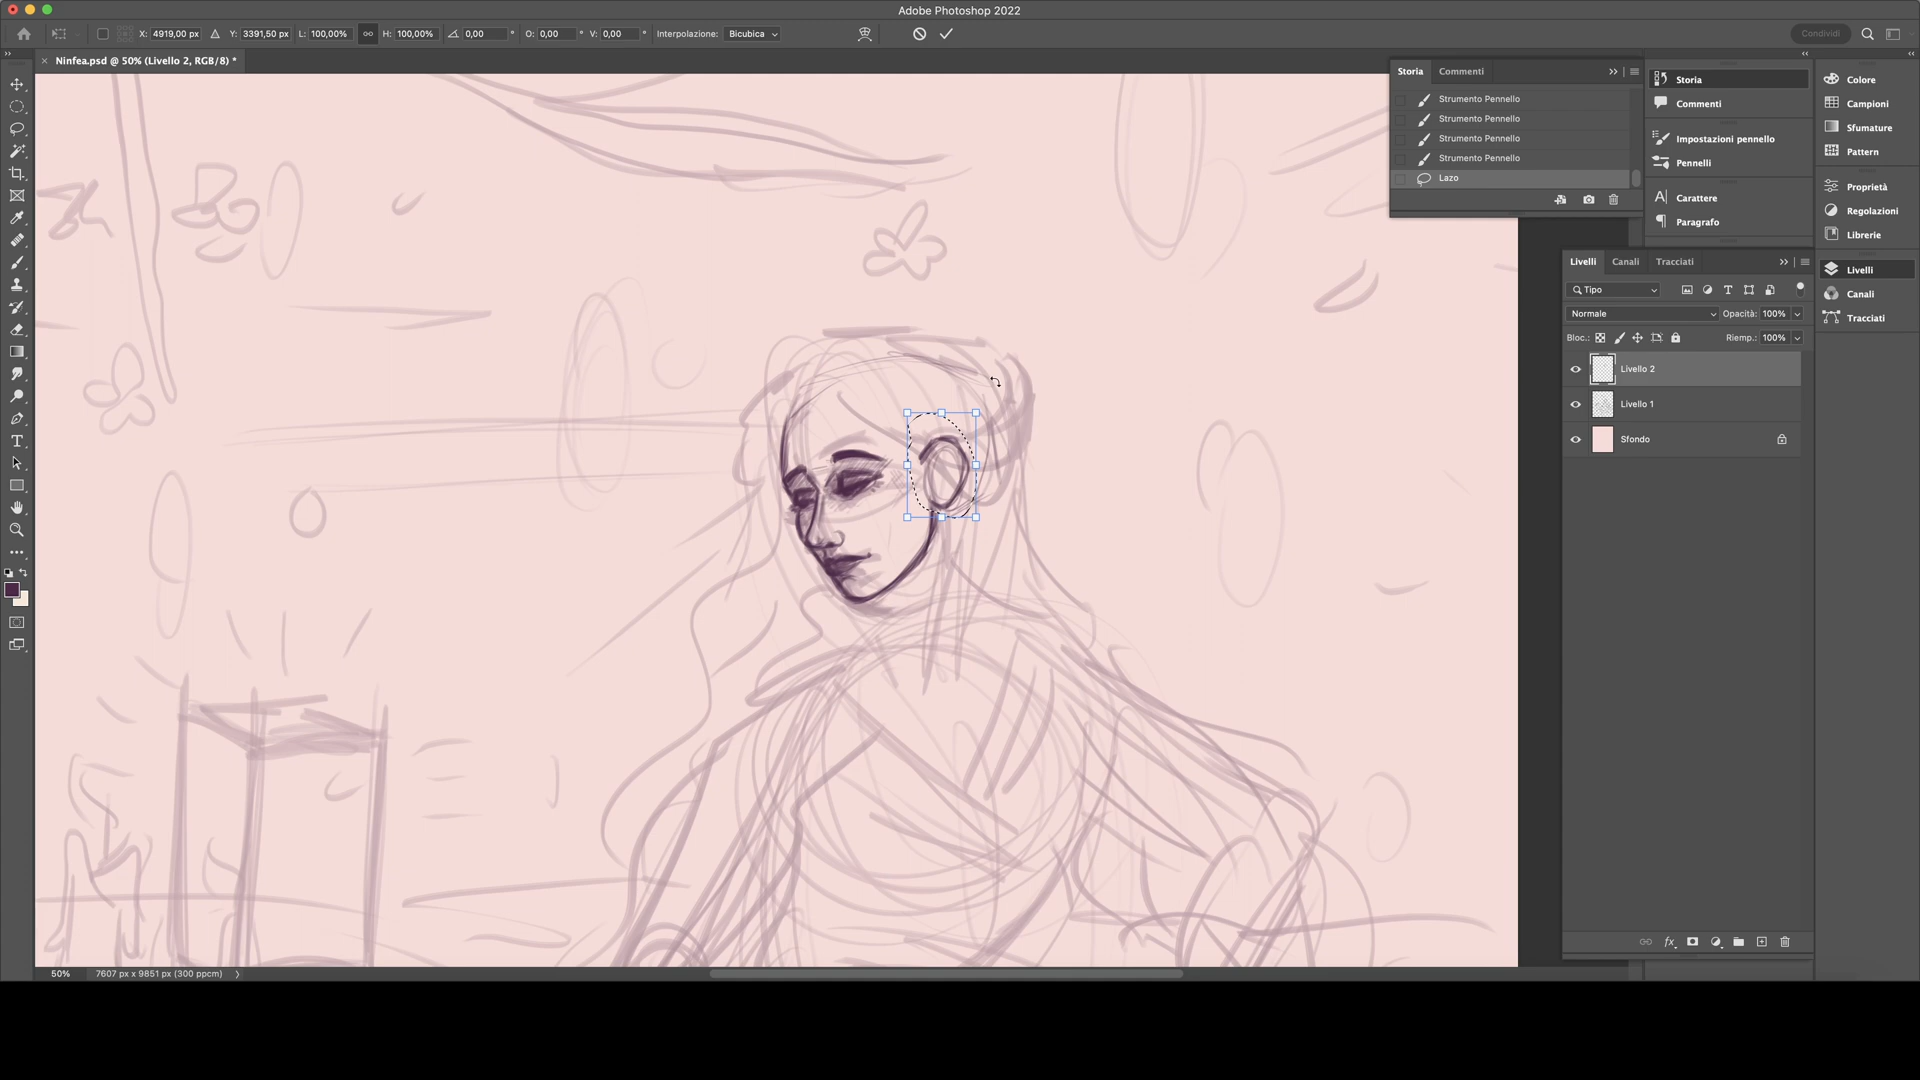 Adobe Photoshop 2022
X: 4919,00 px Y: 3391,50 px L: 100,00% H: 100,00% 0,00 ° O: 0,00 ° V: 0,00 ° Interpolazione: Bicubica Condividi
Ninfea.psd @ 50% (Livello 2, RGB/8) *
Storia Commenti
Strumento Pennello
Strumento Pennello
Strumento Pennello
Strumento Pennello
Lazo
Storia
Commenti
Impostazioni pennello
Pennelli
Carattere
Paragrafo
Colore
Campioni
Sfumature
Pattern
Proprietà
Regolazioni
Librerie
Livelli
Canali
Tracciati
Livelli Canali Tracciati
Tipo
Normale Opacità: 100%
Bloc.: Riemp.: 100%
Livello 2
Livello 1
Sfondo
50% 7607 px x 9851 px (300 ppcm)